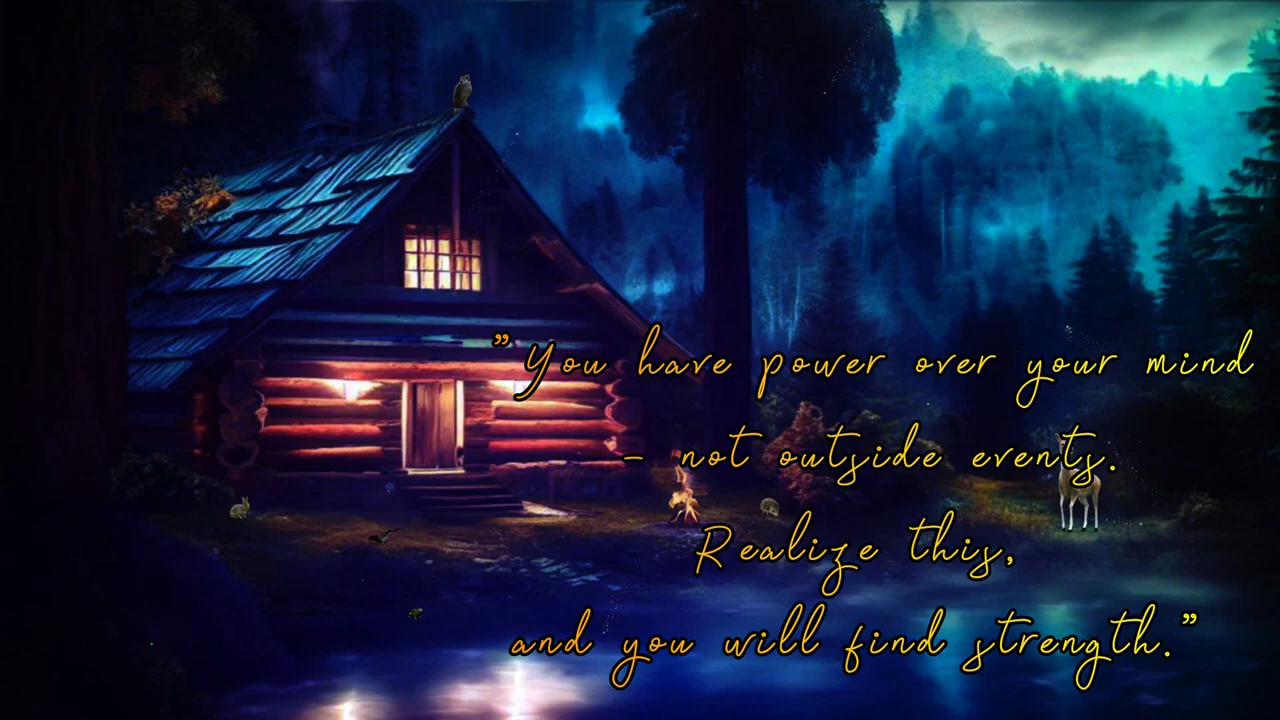 ”You have power over your mind
- not outside events.
Realize this,
and you will find strength.”